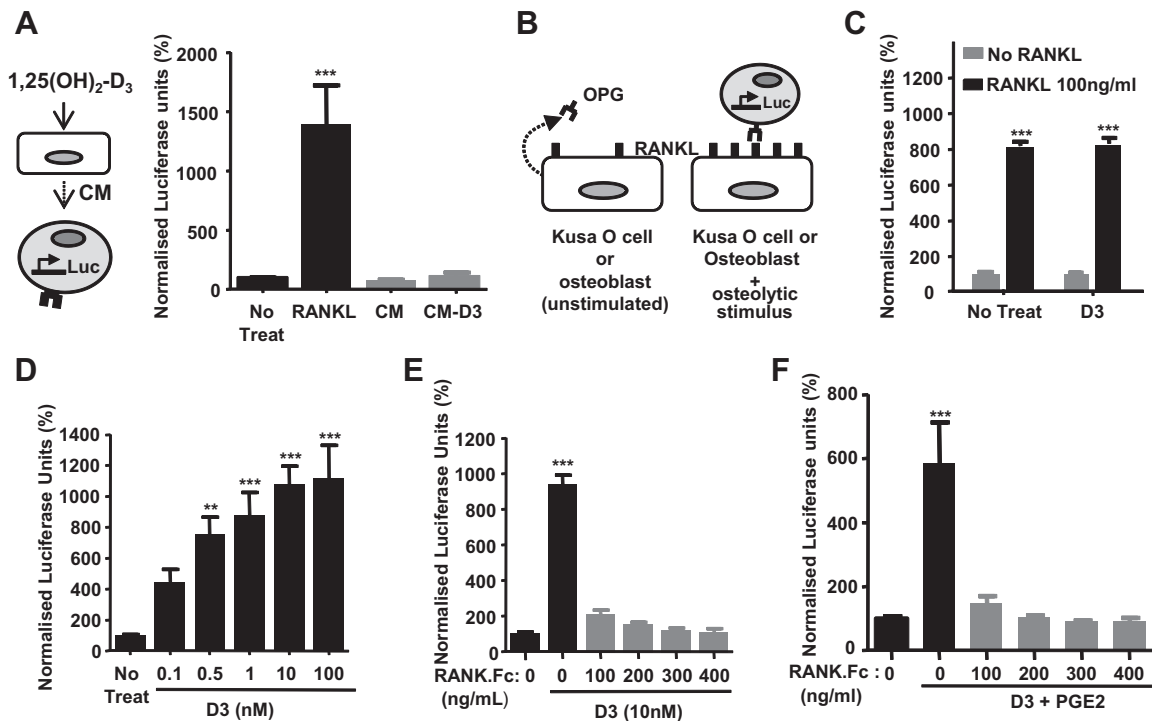 A
1,25(OH)2-D3
CM
Luc
Normalised Luciferase units (%)
2000
1500
1000
500
0
***
No Treat
RANKL
CM
CM-D3
B
OPG
RANKL
Luc
Kusa O cell
or
osteoblast
(unstimulated)
Kusa O cell or
Osteoblast
+
osteolytic
stimulus
C
Normalised Luciferase units (%)
No RANKL
RANKL 100ng/ml
1200
1000
800
600
400
200
0
***
***
No Treat
D3
D
Normalised Luciferase Units (%)
1400
1200
1000
800
600
400
200
0
**
***
***
***
No Treat
0.1
0.5
1
10
100
D3 (nM)
E
Normalised Luciferase Units (%)
1200
1000
800
600
400
200
0
***
RANK.Fc: 0 0 100 200 300 400
(ng/mL)
D3 (10nM)
F
Normalised Luciferase Units (%)
800
600
400
200
0
***
RANK.Fc : 0 0 100 200 300 400
(ng/ml)
D3 + PGE2